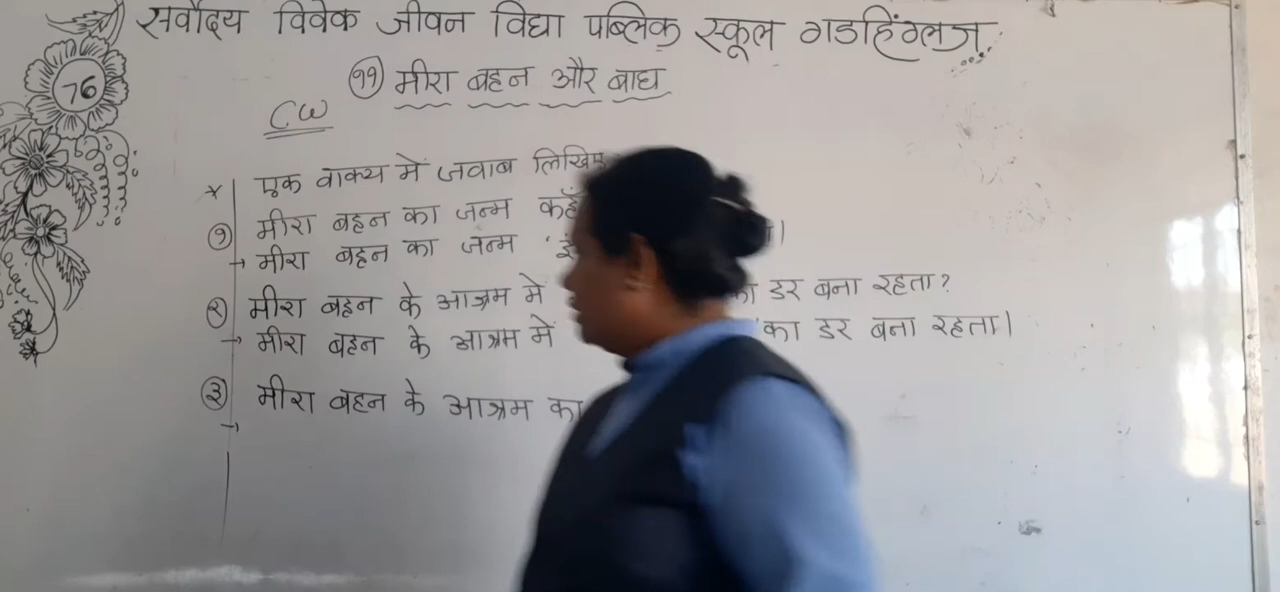 सर्वोदय विवेक जीवन विद्या पब्लिक स्कूल गडहिंग्लज
76
११ मीरा बहन और बाघ
CW
* एक वाक्य में जवाब लिखिए
१ मीरा बहन का जन्म कहाँ
→ मीरा बहन का जन्म '
२ मीरा बहन के आश्रम में का डर बना रहता?
→ मीरा बहन के आश्रम में 'का डर बना रहता।
३ मीरा बहन के आश्रम का
→